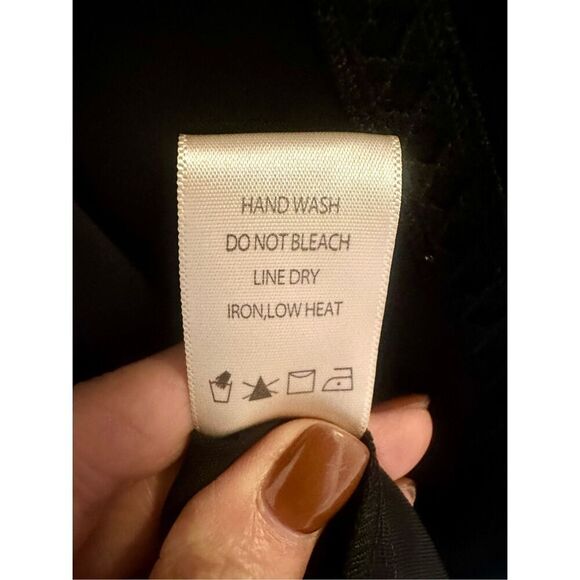 HAND WASH
DO NOT BLEACH
LINE DRY
IRON,LOW HEAT